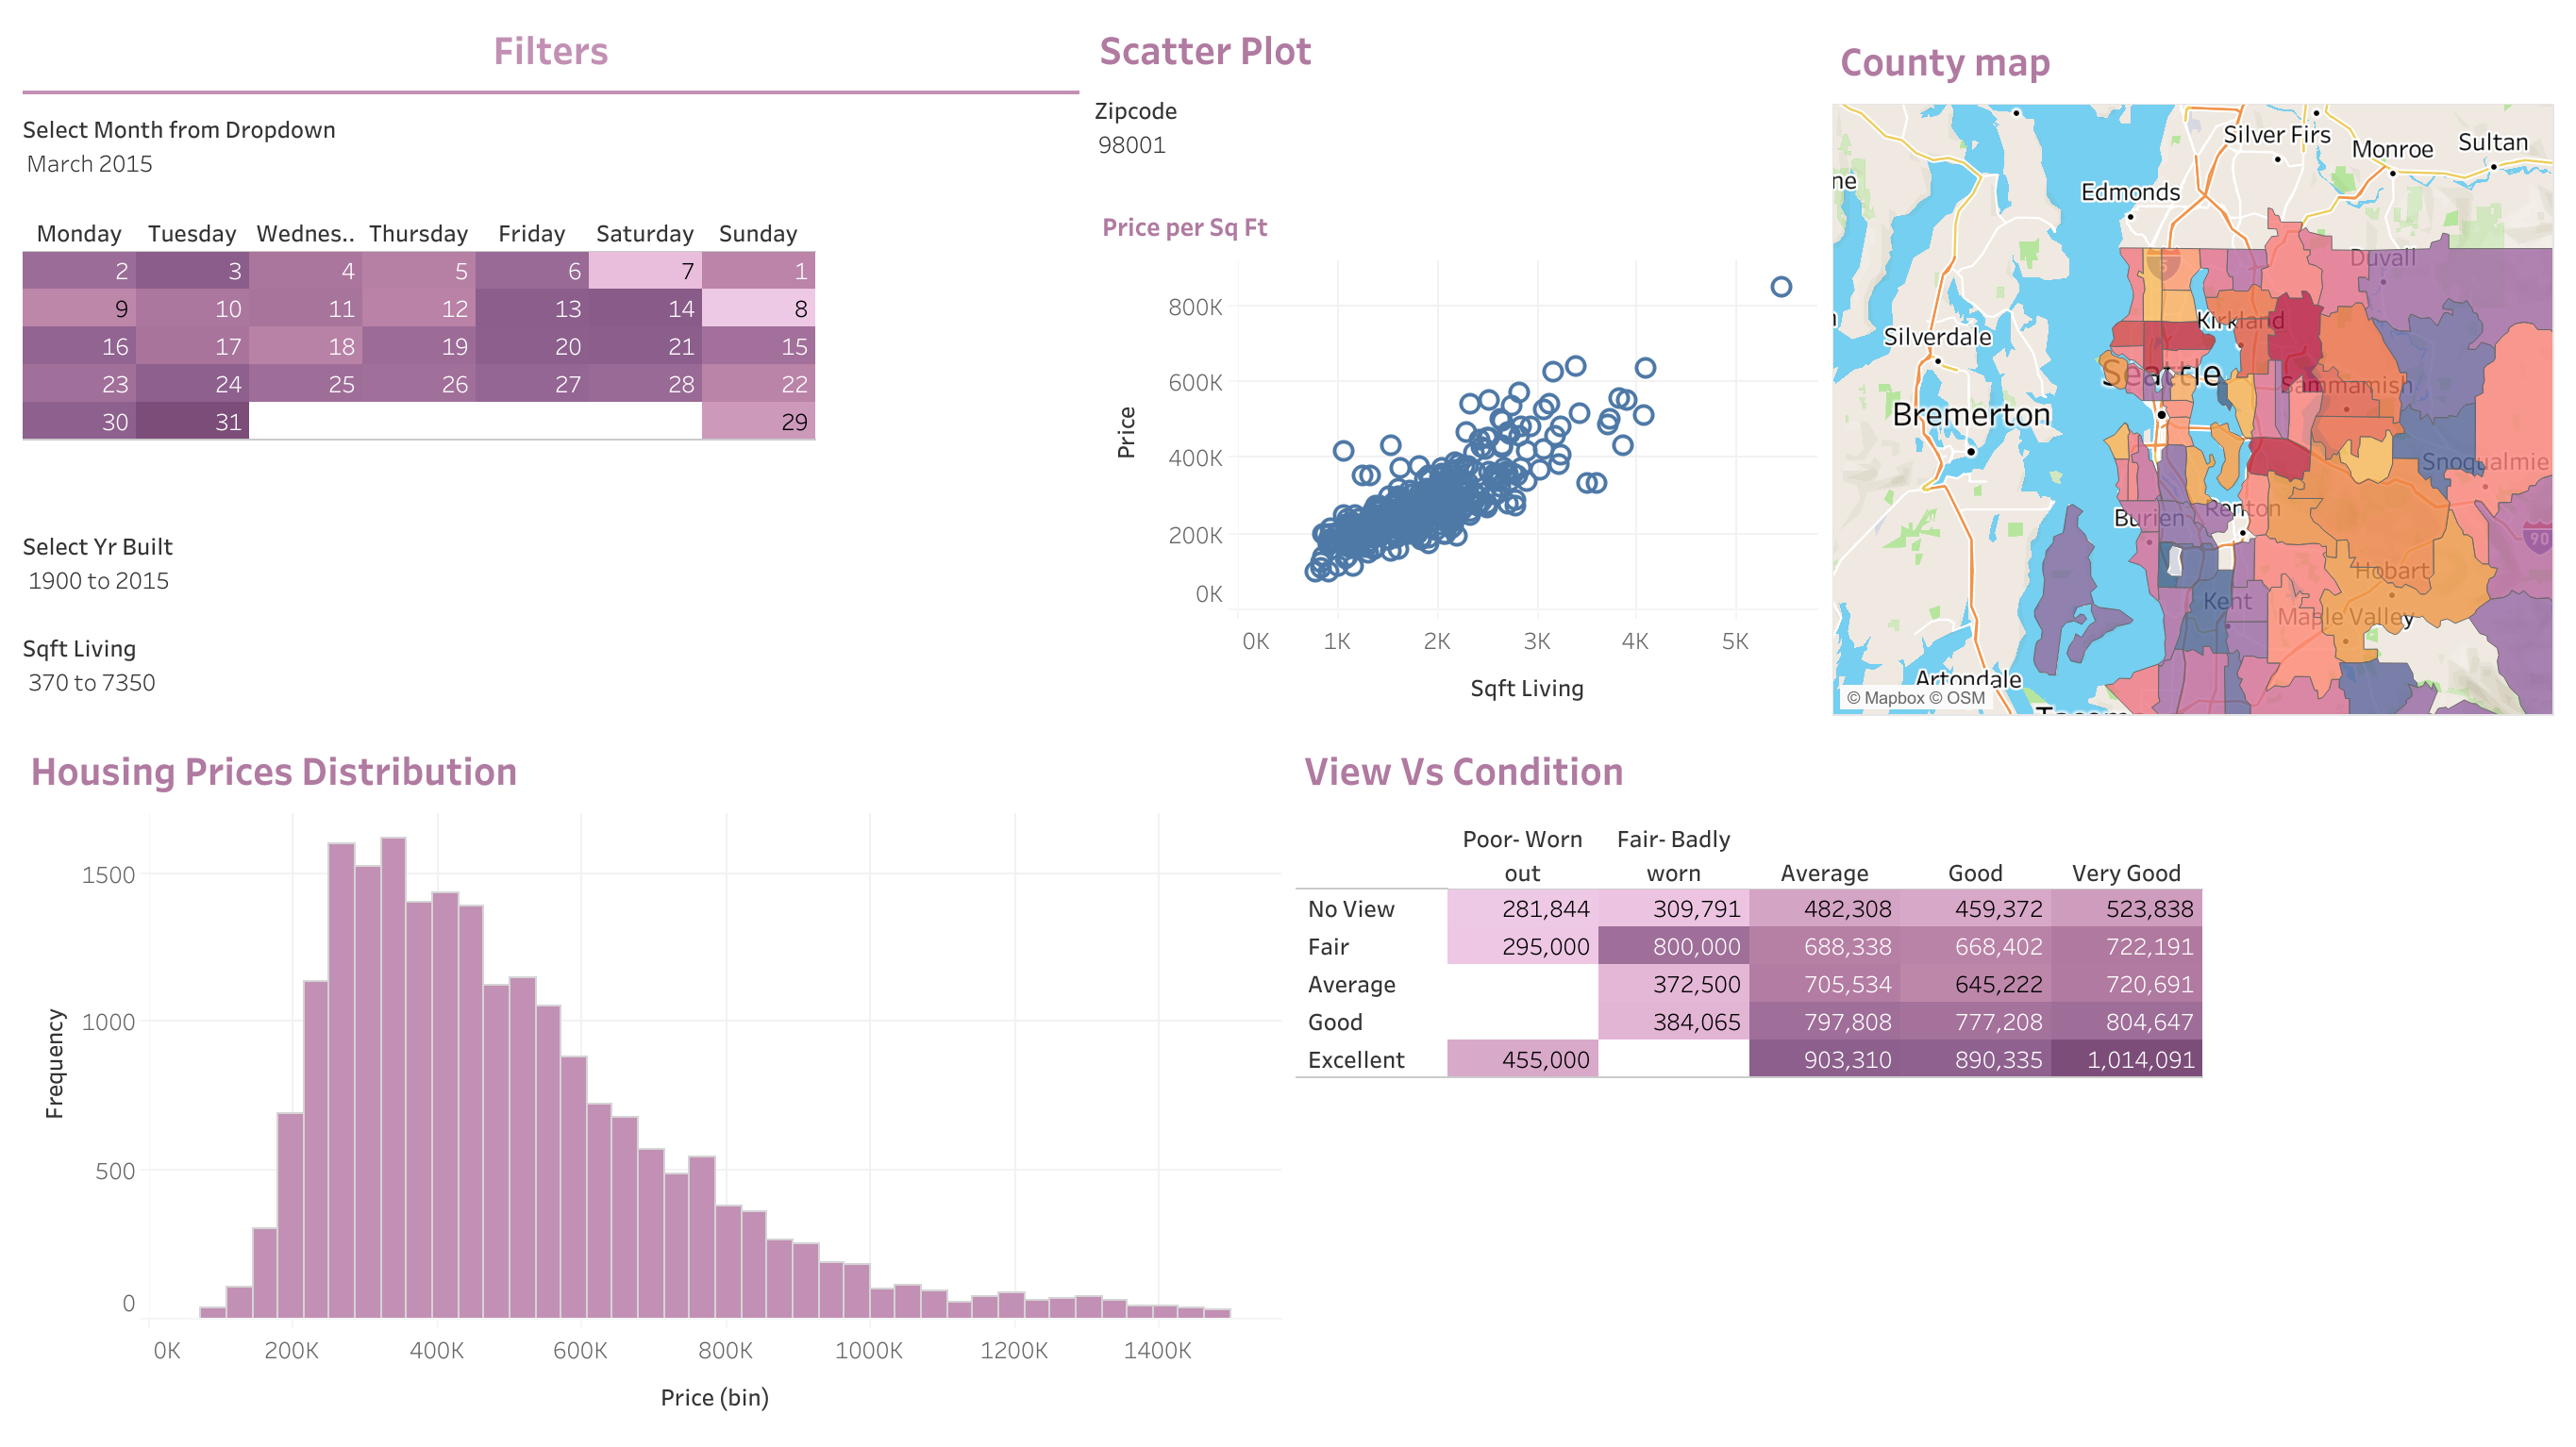 Filters
Select Month from Dropdown
March 2015
Monday Tuesday Wednes.. Thursday Friday Saturday Sunday
2 3 4 5 6 7 1
9 10 11 12 13 14 8
16 17 18 19 20 21 15
23 24 25 26 27 28 22
30 31 29
Select Yr Built
1900 to 2015
Sqft Living
370 to 7350
Scatter Plot
Zipcode
98001
Price per Sq Ft
Price
800K
600K
400K
200K
0K
0K 1K 2K 3K 4K 5K
Sqft Living
County map
Silver Firs
Monroe
Sultan
ne
Edmonds
Duvall
5
Kirkland
Silverdale
Seattle
Sammamish
Bremerton
Snoqualmie
Burien
Renton
90
Hobart
Kent
Maple Valley
Artondale
© Mapbox © OSM
Housing Prices Distribution
Frequency
1500
1000
500
0
0K 200K 400K 600K 800K 1000K 1200K 1400K
Price (bin)
View Vs Condition
Poor- Worn out Fair- Badly worn Average Good Very Good
No View 281,844 309,791 482,308 459,372 523,838
Fair 295,000 800,000 688,338 668,402 722,191
Average 372,500 705,534 645,222 720,691
Good 384,065 797,808 777,208 804,647
Excellent 455,000 903,310 890,335 1,014,091